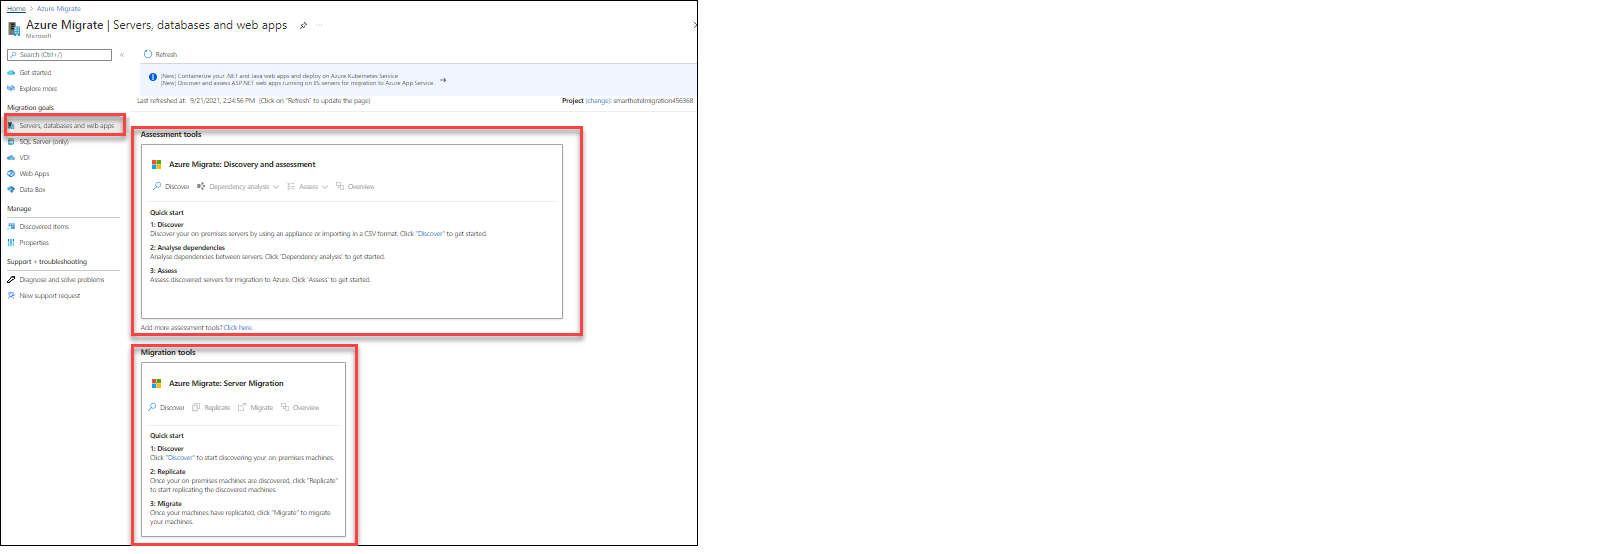 Home > Azure Migrate
Azure Migrate | Servers, databases and web apps
Microsoft
Search (Ctrl+/)
Get started
Explore more
Migration goals
Servers, databases and web apps
SQL Server (only)
VDI
Web Apps
Data Box
Manage
Discovered items
Properties
Support + troubleshooting
Diagnose and solve problems
New support request
Refresh
[New] Containerize your .NET and Java web apps and deploy on Azure Kubernetes Service
[New] Discover and assess ASP.NET web apps running on IIS servers for migration to Azure App Service.
Last refreshed at: 9/21/2021, 2:24:56 PM (Click on "Refresh" to update the page)
Project (change): smarthotelmigration456368
Assessment tools
Azure Migrate: Discovery and assessment
Discover Dependency analysis Assess Overview
Quick start
1: Discover
Discover your on-premises servers by using an appliance or importing in a CSV format. Click "Discover" to get started.
2: Analyse dependencies
Analyse dependencies between servers. Click 'Dependency analysis' to get started.
3: Assess
Assess discovered servers for migration to Azure. Click 'Assess' to get started.
Add more assessment tools? Click here.
Migration tools
Azure Migrate: Server Migration
Discover Replicate Migrate Overview
Quick start
1: Discover
Click "Discover" to start discovering your on-premises machines.
2: Replicate
Once your on-premises machines are discovered, click "Replicate"
to start replicating the discovered machines.
3: Migrate
Once your machines have replicated, click "Migrate" to migrate
your machines.